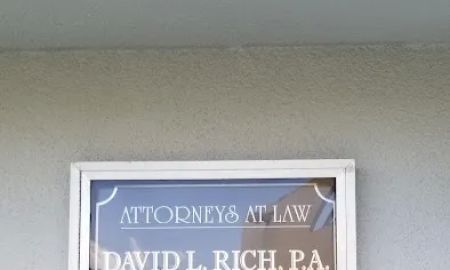 ATTORNEYS AT LAW
DAVID L. RICH, P.A.